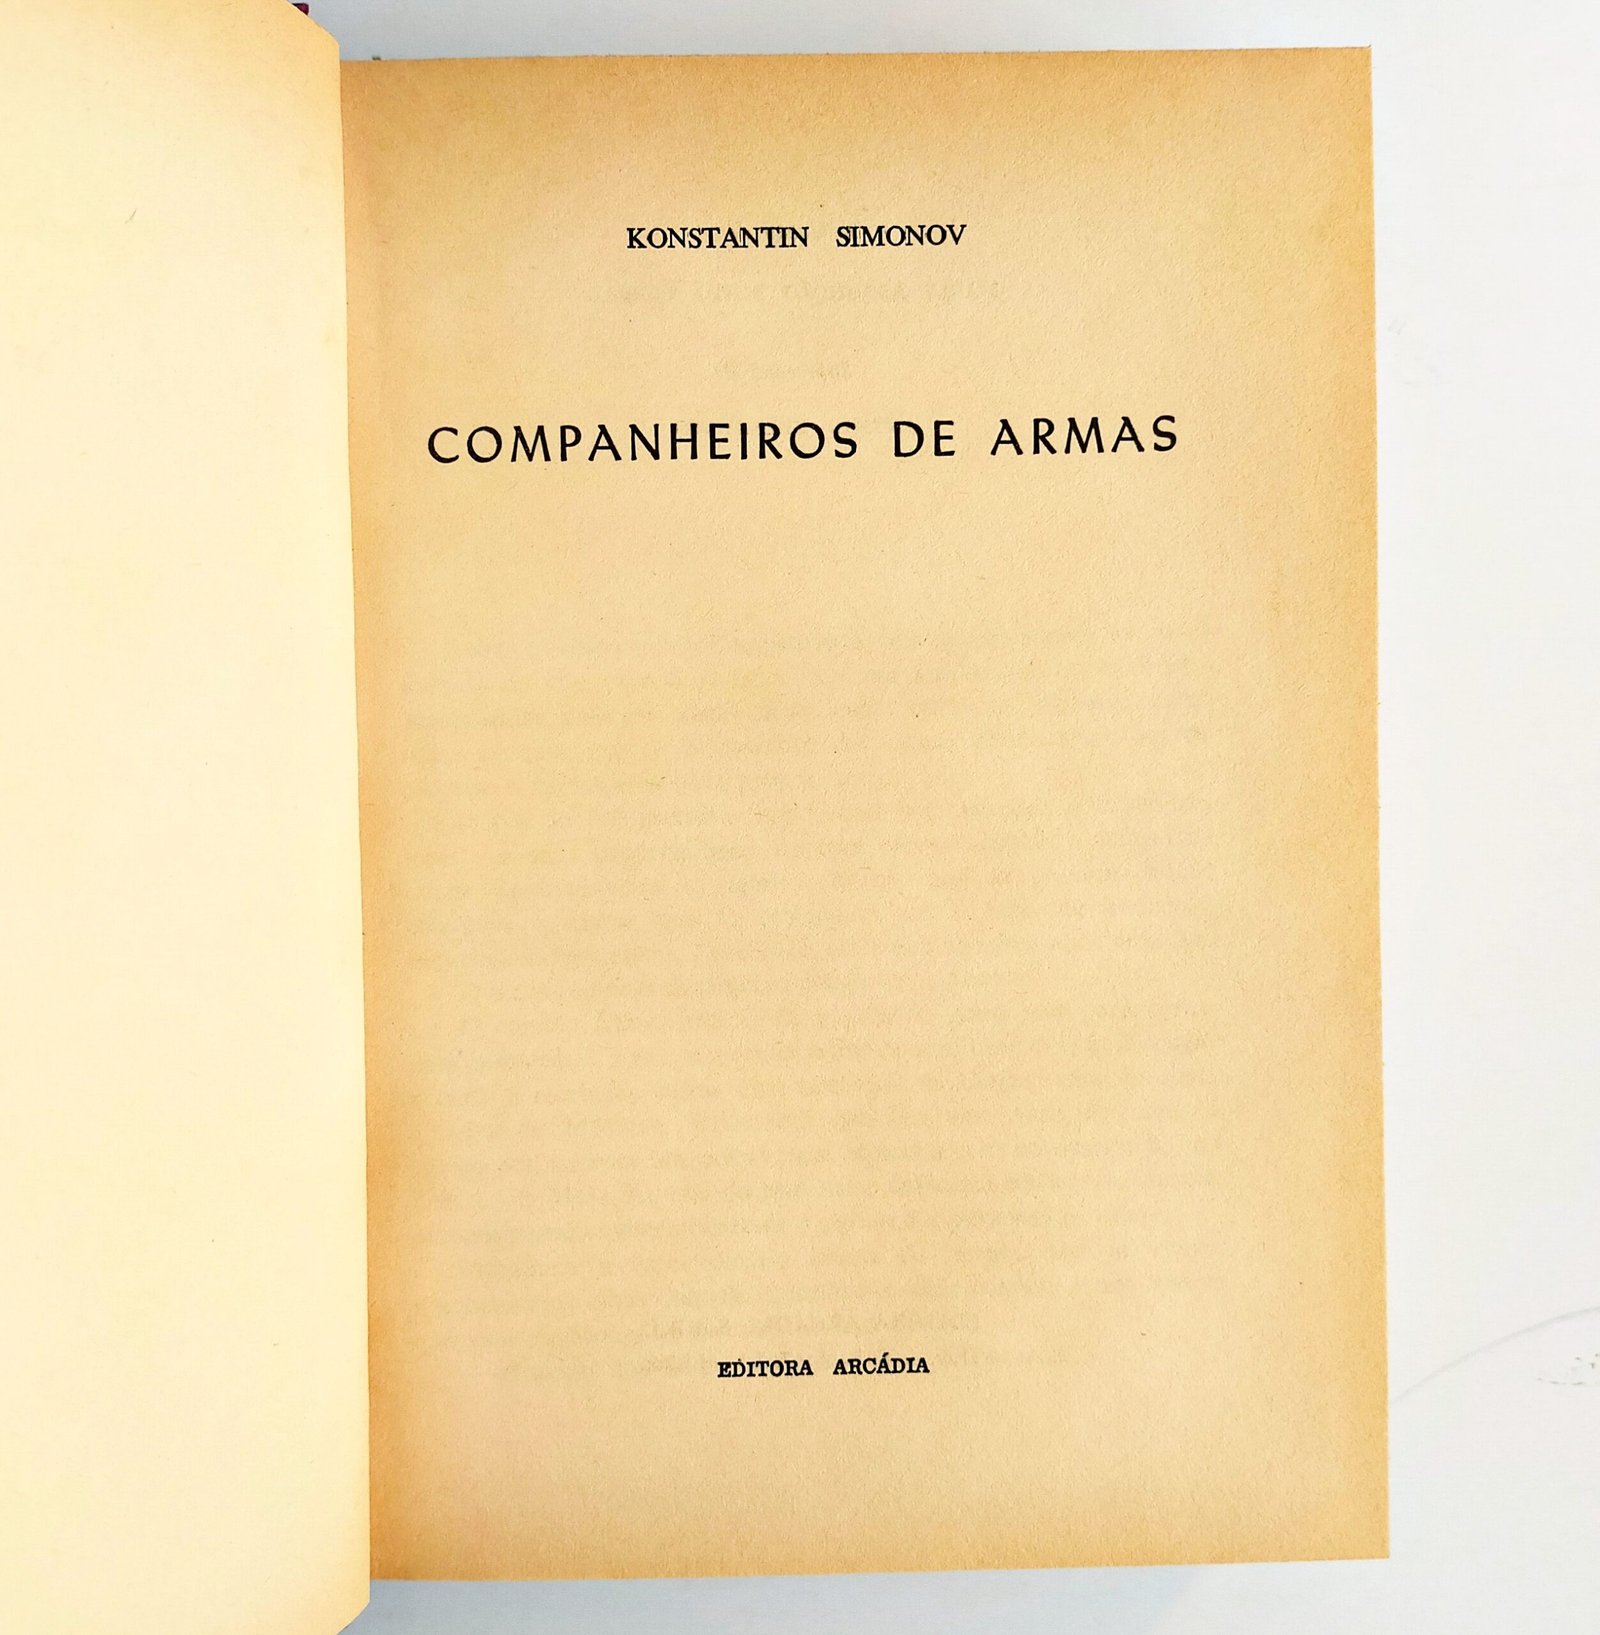 KONSTANTIN SIMONOV
COMPANHEIROS DE ARMAS
EDITORA ARCÁDIA